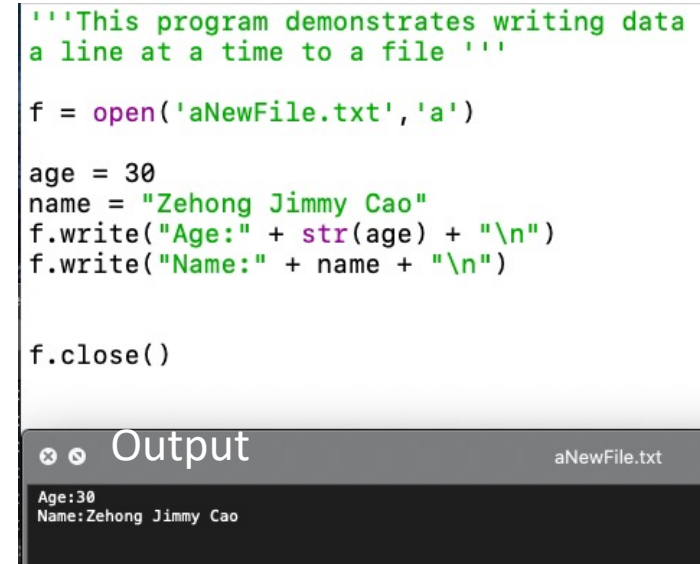 '''This program demonstrates writing data
a line at a time to a file '''
f = open('aNewFile.txt','a')
age = 30
name = "Zehong Jimmy Cao"
f.write("Age:" + str(age) + "\n")
f.write("Name:" + name + "\n")
f.close()
Output
aNewFile.txt
Age:30
Name:Zehong Jimmy Cao